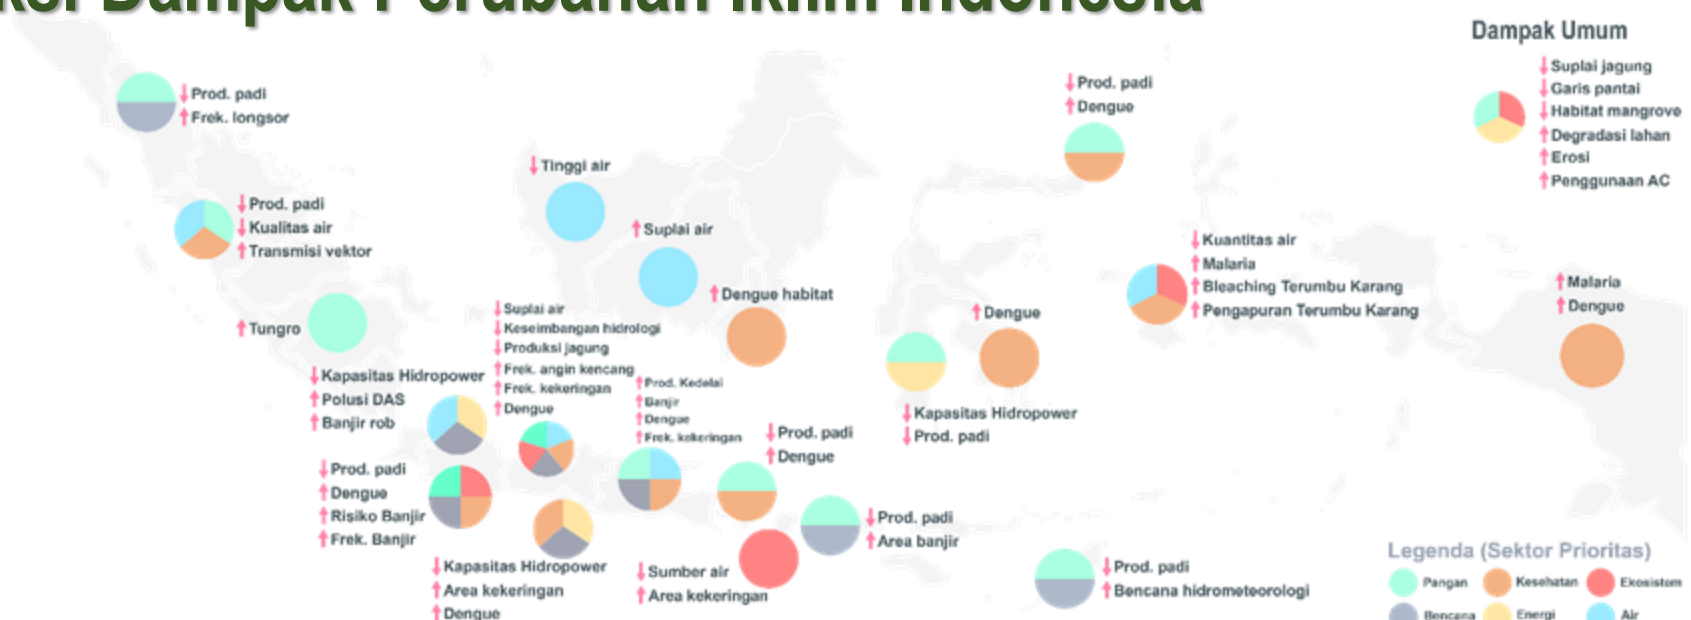 Dampak Perubahan Iklim Indonesia
Dampak Umum
Suplai jagung
Garis pantai
Habitat mangrove
Degradasi lahan
Erosi
Penggunaan AC
Prod. padi
Frek. longsor
Prod. padi
Dengue
Tinggi air
Suplai air
Prod. padi
Kualitas air
Transmisi vektor
Kuantitas air
Malaria
Bleaching Terumbu Karang
Pengapuran Terumbu Karang
Malaria
Dengue
Dengue habitat
Dengue
Tungro
Suplai air
Keseimbangan hidrologi
Produksi jagung
Frek. angin kencang
Frek. kekeringan
Dengue
Kapasitas Hidropower
Polusi DAS
Banjir rob
Prod. Kedelai
Banjir
Dengue
Frek. kekeringan
Prod. padi
Dengue
Kapasitas Hidropower
Prod. padi
Prod. padi
Dengue
Risiko Banjir
Frek. Banjir
Prod. padi
Area banjir
Kapasitas Hidropower
Area kekeringan
Dengue
Sumber air
Area kekeringan
Prod. padi
Bencana hidrometeorologi
Legenda (Sektor Prioritas)
Pangan
Kesehatan
Ekosistem
Bencana
Energi
Air